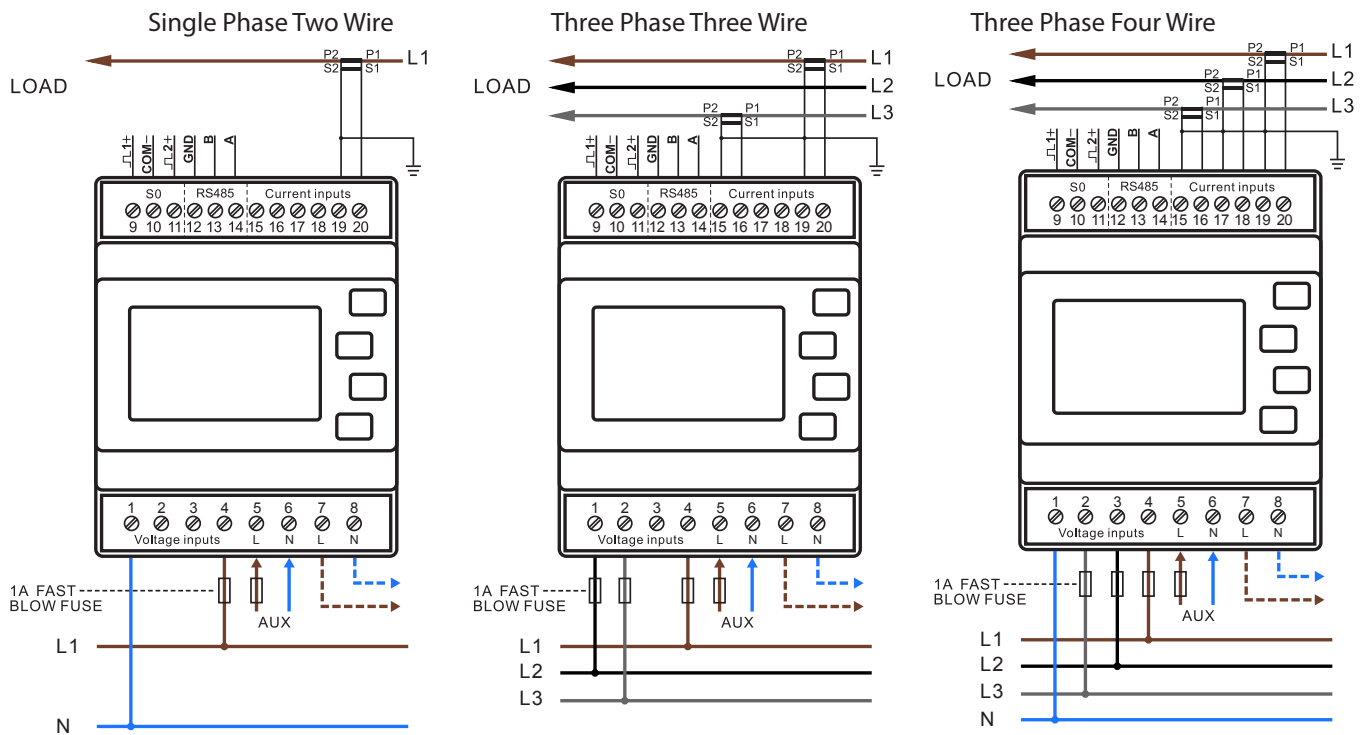 Single Phase Two Wire
P2 P1
S2 S1
L1
LOAD
⎍1+
COM−
⎍2+
GND
B
A
S0 RS485 Current inputs
9 10 11 12 13 14 15 16 17 18 19 20
1 2 3 4 5 6 7 8
Voltage inputs L N L N
1A FAST
BLOW FUSE
AUX
L1
N
Three Phase Three Wire
P2 P1
S2 S1
L1
LOAD
L2
P2 P1
S2 S1
L3
⎍1+
COM−
⎍2+
GND
B
A
S0 RS485 Current inputs
9 10 11 12 13 14 15 16 17 18 19 20
1 2 3 4 5 6 7 8
Voltage inputs L N L N
1A FAST
BLOW FUSE
AUX
L1
L2
L3
Three Phase Four Wire
P2 P1
S2 S1
L1
LOAD
P2 P1
S2 S1
L2
P2 P1
S2 S1
L3
⎍1+
COM−
⎍2+
GND
B
A
S0 RS485 Current inputs
9 10 11 12 13 14 15 16 17 18 19 20
1 2 3 4 5 6 7 8
Voltage inputs L N L N
1A FAST
BLOW FUSE
AUX
L1
L2
L3
N